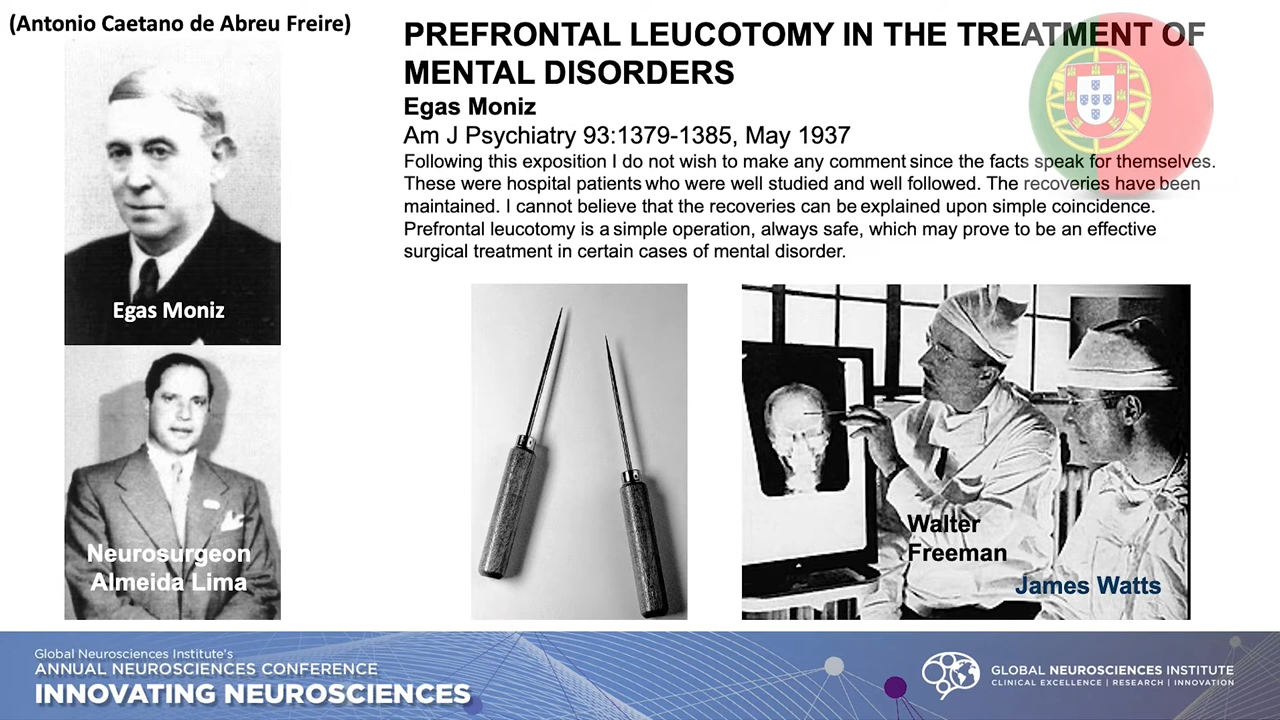 (Antonio Caetano de Abreu Freire)
Egas Moniz
Neurosurgeon
Almeida Lima
PREFRONTAL LEUCOTOMY IN THE TREATMENT OF
MENTAL DISORDERS
Egas Moniz
Am J Psychiatry 93:1379-1385, May 1937
Following this exposition I do not wish to make any comment since the facts speak for themselves.
These were hospital patients who were well studied and well followed. The recoveries have been
maintained. I cannot believe that the recoveries can be explained upon simple coincidence.
Prefrontal leucotomy is a simple operation, always safe, which may prove to be an effective
surgical treatment in certain cases of mental disorder.
Walter
Freeman
James Watts
Global Neurosciences Institute's
ANNUAL NEUROSCIENCES CONFERENCE
INNOVATING NEUROSCIENCES
GLOBAL NEUROSCIENCES INSTITUTE
CLINICAL EXCELLENCE | RESEARCH | INNOVATION